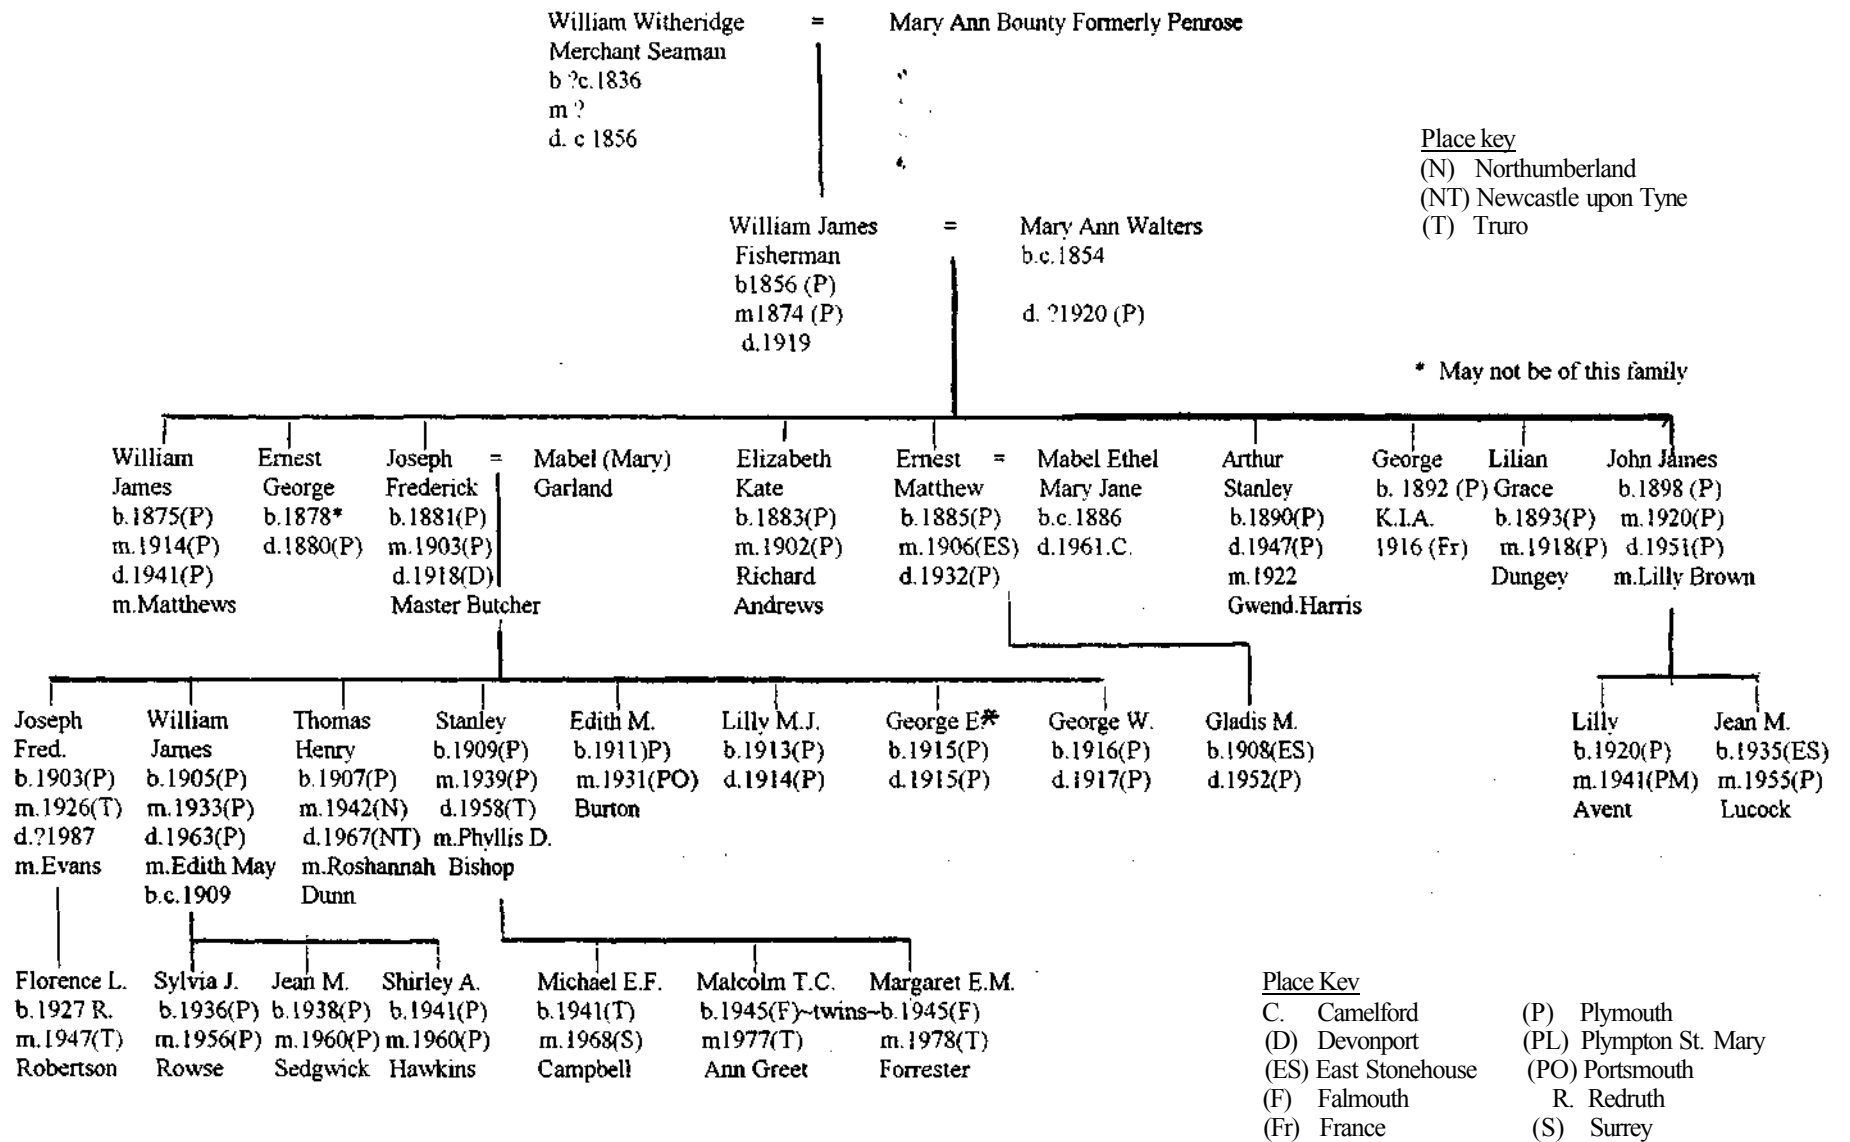 William Witheridge = Mary Ann Bounty Formerly Penrose
Merchant Seaman
b ?c.1836
m ?
d. c 1856
Place key
(N) Northumberland
(NT) Newcastle upon Tyne
(T) Truro
William James = Mary Ann Walters
Fisherman
b1856 (P)
m1874 (P)
d.1919
b.c.1854
d. ?1920 (P)
* May not be of this family
William
James
b.1875(P)
m.1914(P)
d.1941(P)
m.Matthews
Ernest
George
b.1878*
d.1880(P)
Joseph =
Frederick
b.1881(P)
m.1903(P)
d.1918(D)
Master Butcher
Mabel (Mary)
Garland
Elizabeth
Kate
b.1883(P)
m.1902(P)
Richard
Andrews
Ernest =
Matthew
b.1885(P)
m.1906(ES)
d.1932(P)
Mabel Ethel
Mary Jane
b.c.1886
d.1961.C.
Arthur
Stanley
b.1890(P)
d.1947(P)
m.1922
Gwend.Harris
George
b. 1892 (P)
K.I.A.
1916 (Fr)
Lilian
Grace
b.1893(P)
m.1918(P)
Dungey
John James
b.1898 (P)
m.1920(P)
d.1951(P)
m.Lilly Brown
Joseph
Fred.
b.1903(P)
m.1926(T)
d.?1987
m.Evans
William
James
b.1905(P)
m.1933(P)
d.1963(P)
m.Edith May
b.c.1909
Thomas
Henry
b.1907(P)
m.1942(N)
d.1967(NT)
m.Roshannah
Dunn
Stanley
b.1909(P)
m.1939(P)
d.1958(T)
m.Phyllis D.
Bishop
Edith M.
b.1911)P)
m.1931(PO)
Burton
Lilly M.J.
b.1913(P)
d.1914(P)
George E*
b.1915(P)
d.1915(P)
George W.
b.1916(P)
d.1917(P)
Gladis M.
b.1908(ES)
d.1952(P)
Lilly
b.1920(P)
m.1941(PM)
Avent
Jean M.
b.1935(ES)
m.1955(P)
Lucock
Florence L.
b.1927 R.
m.1947(T)
Robertson
Sylvia J.
b.1936(P)
m.1956(P)
Rowse
Jean M.
b.1938(P)
m.1960(P)
Sedgwick
Shirley A.
b.1941(P)
m.1960(P)
Hawkins
Michael E.F.
b.1941(T)
m.1968(S)
Campbell
Malcolm T.C.
b.1945(F)~twins~
m1977(T)
Ann Greet
Margaret E.M.
b.1945(F)
m.1978(T)
Forrester
Place Kev
C. Camelford
(D) Devonport
(ES) East Stonehouse
(F) Falmouth
(Fr) France
(P) Plymouth
(PL) Plympton St. Mary
(PO) Portsmouth
R. Redruth
(S) Surrey